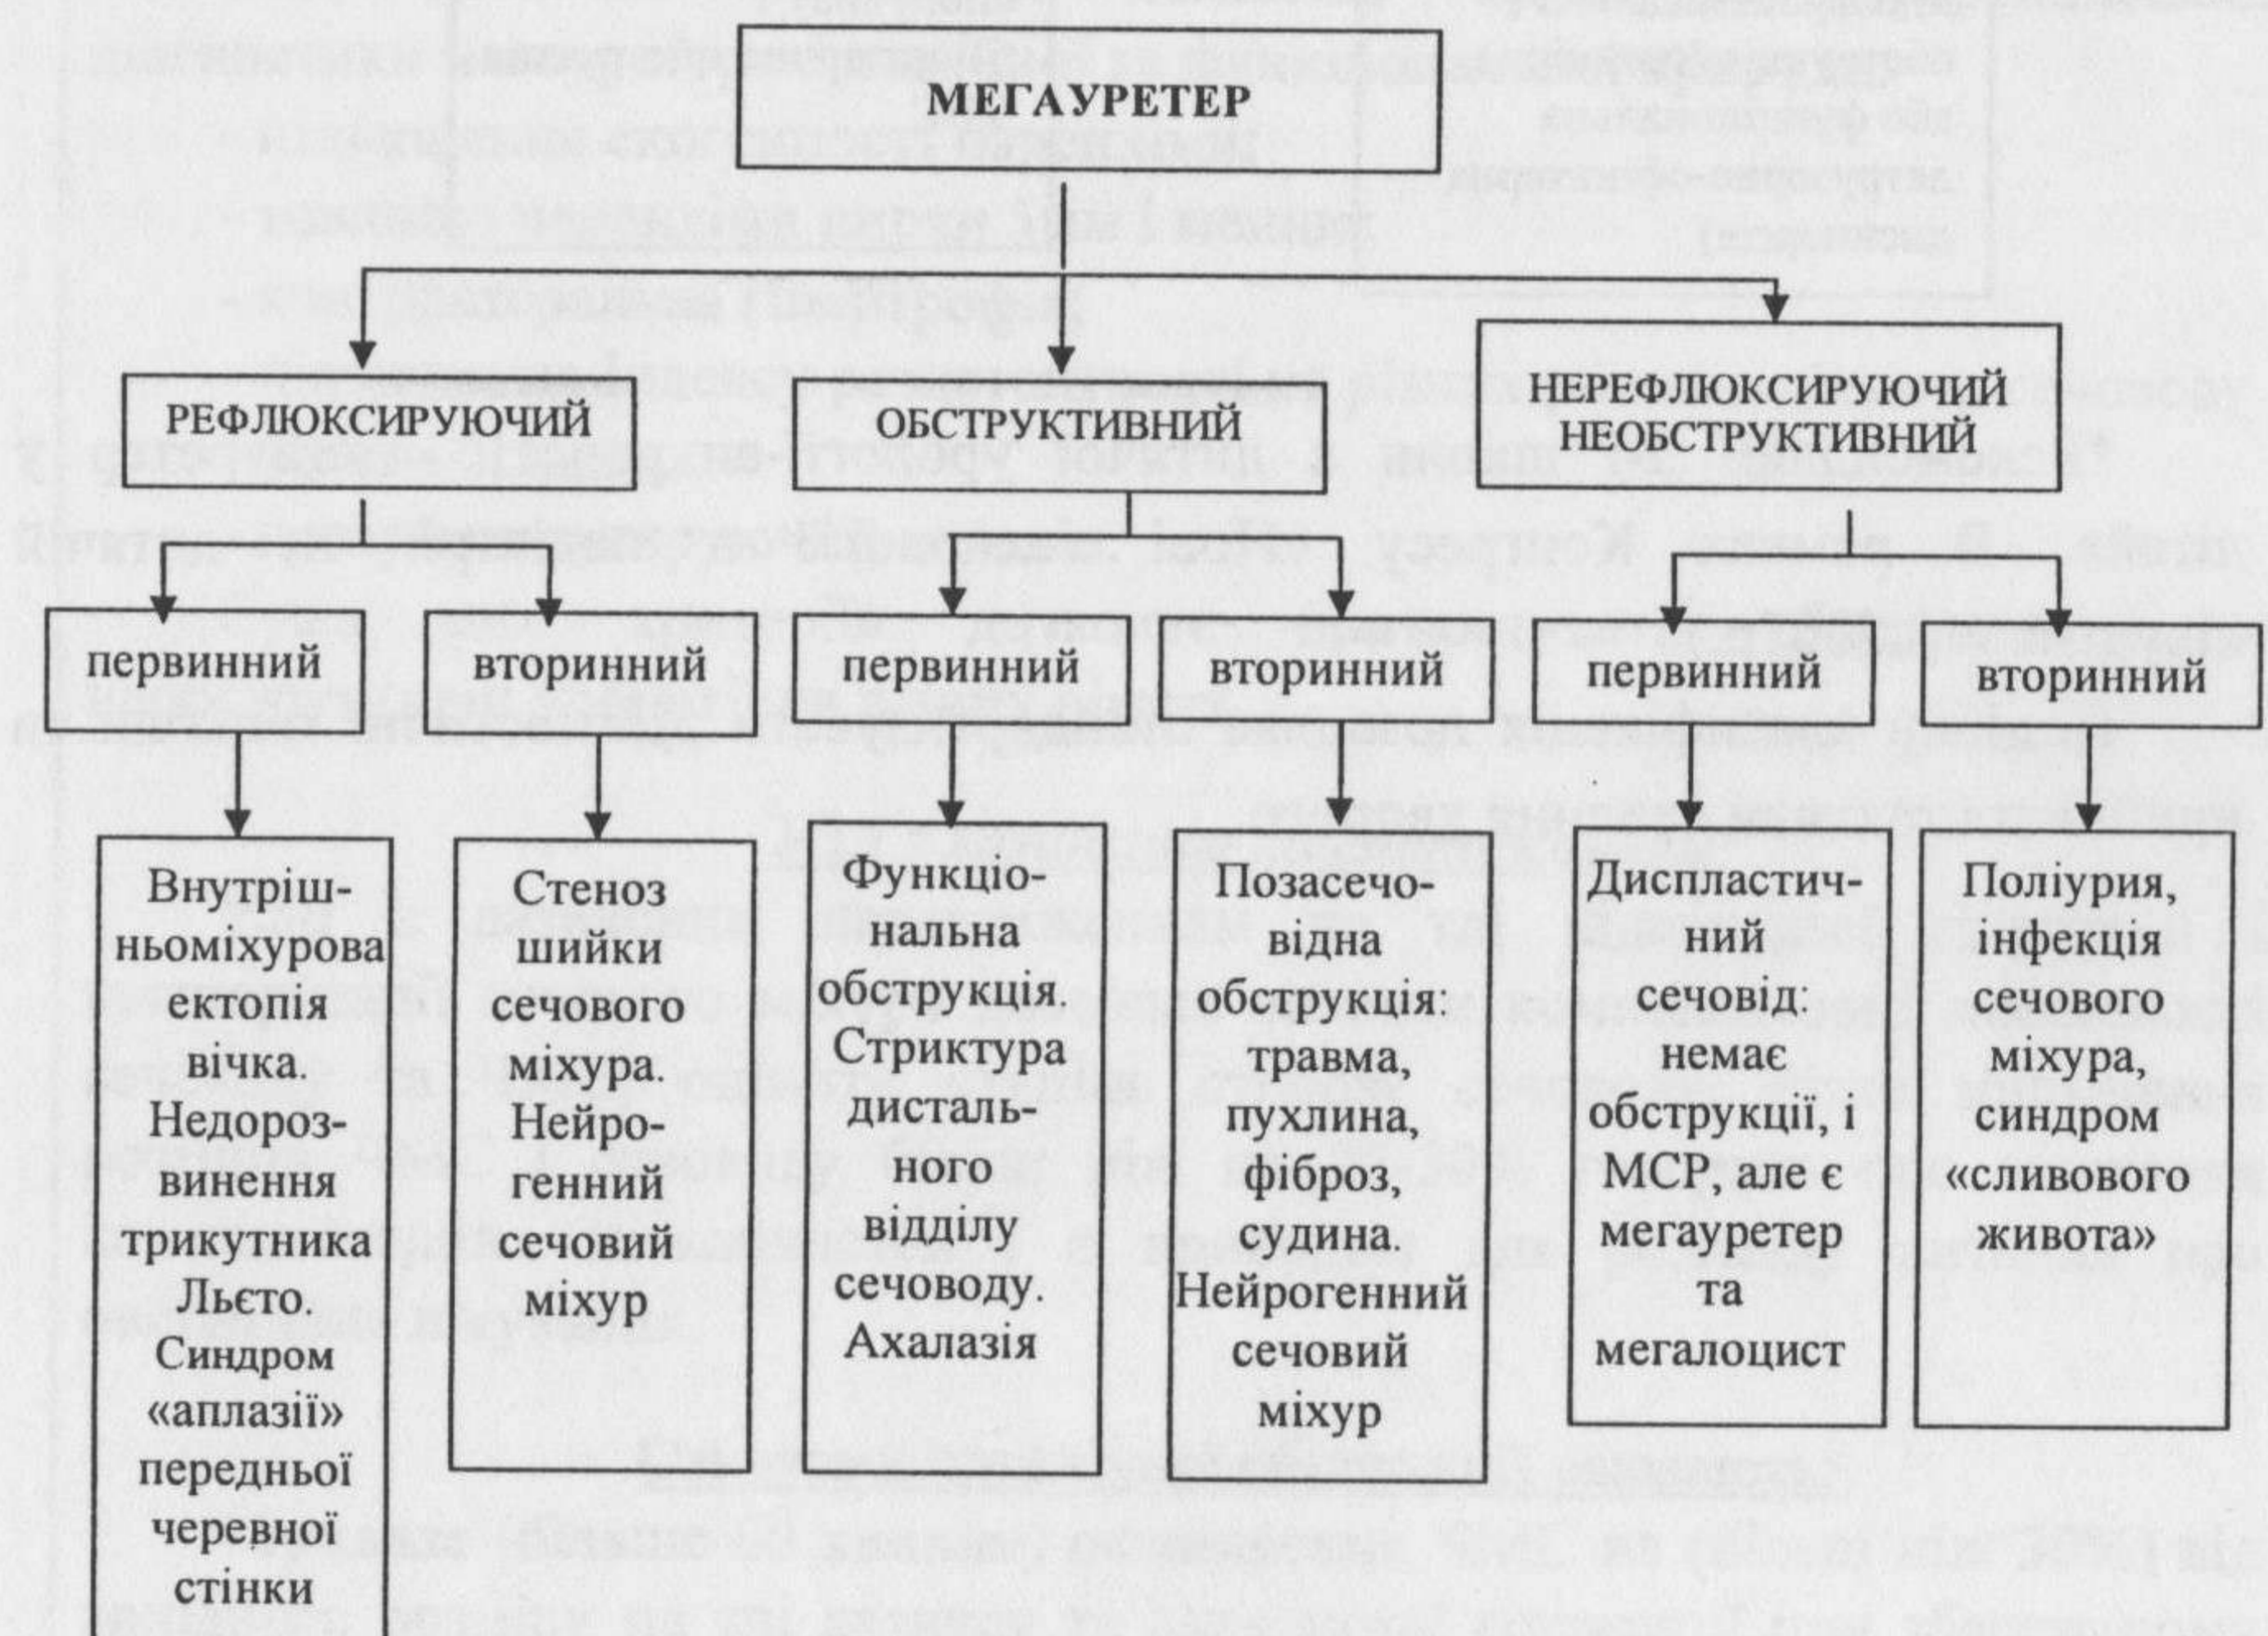 МЕГАУРЕТЕР
РЕФЛЮКСИРУЮЧИЙ
ОБСТРУКТИВНИЙ
НЕРЕФЛЮКСИРУЮЧИЙ
НЕОБСТРУКТИВНИЙ
первинний
вторинний
первинний
вторинний
первинний
вторинний
Внутріш-
ньоміхурова
ектопія
вічка.
Недороз-
винення
трикутника
Льєто.
Синдром
«аплазії»
передньої
черевної
стінки
Стеноз
шийки
сечового
міхура.
Нейро-
генний
сечовий
міхур
Функціо-
нальна
обструкція.
Стриктура
дисталь-
ного
відділу
сечоводу.
Ахалазія
Позасечо-
відна
обструкція:
травма,
пухлина,
фіброз,
судина.
Нейрогенний
сечовий
міхур
Диспластич-
ний
сечовід:
немає
обструкції, і
МСР, але є
мегауретер
та
мегалоцист
Поліурия,
інфекція
сечового
міхура,
синдром
«сливового
живота»